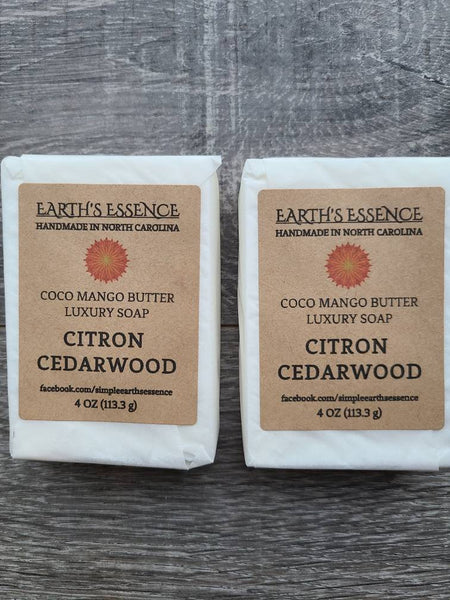 EARTH'S ESSENCE
HANDMADE IN NORTH CAROLINA
COCO MANGO BUTTER
LUXURY SOAP
CITRON
CEDARWOOD
facebook.com/simpleearthsessence
4 OZ (113.3 g)
EARTH'S ESSENCE
HANDMADE IN NORTH CAROLINA
COCO MANGO BUTTER
LUXURY SOAP
CITRON
CEDARWOOD
facebook.com/simpleearthsessence
4 OZ (113.3 g)